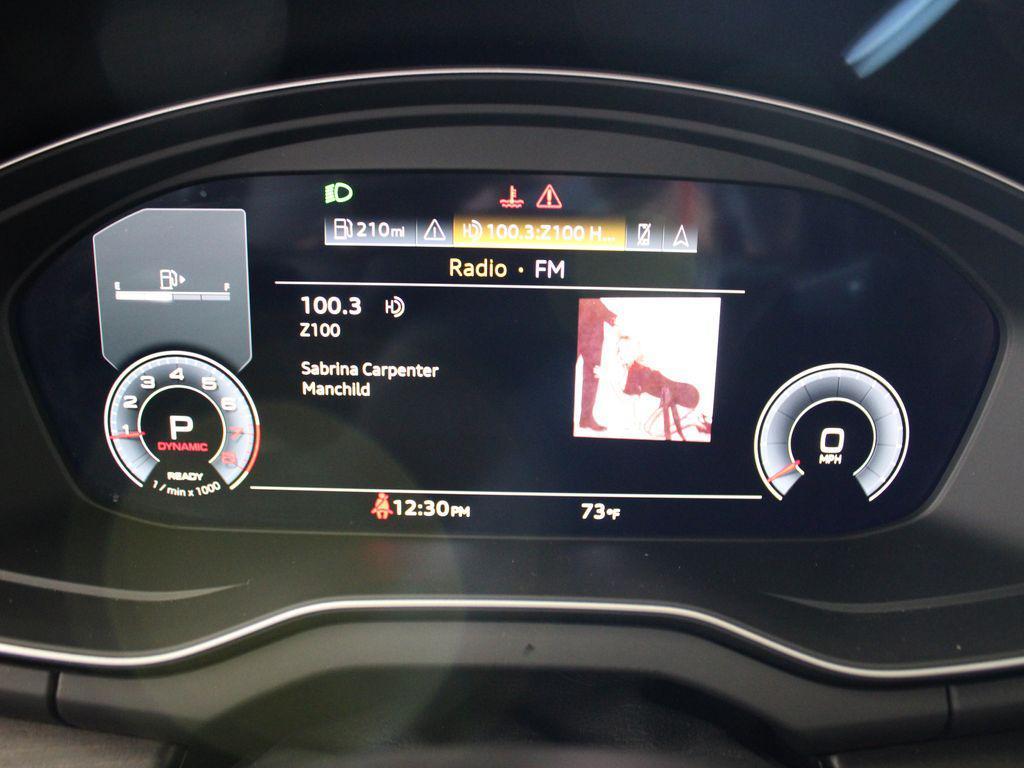 210mi
100.3:Z100 H...
Radio • FM
100.3 HD
Z100
Sabrina Carpenter
Manchild
E F
1 2 3 4 5 6 7 8
P
DYNAMIC
READY
1 / min x 1000
0
MPH
12:30PM
73°F